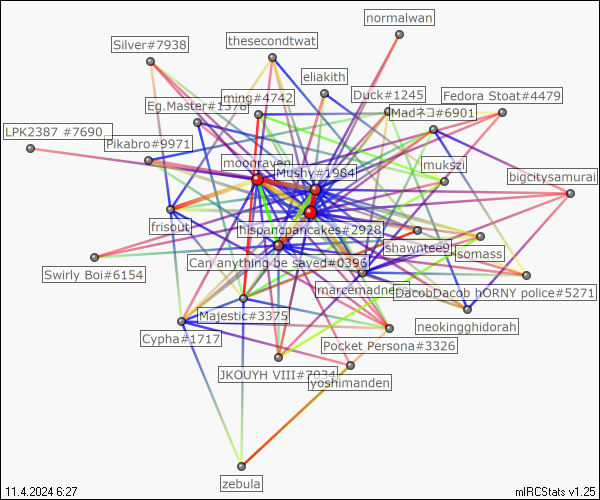 normalwan
Silver#7938
thesecondtwat
eliakith
Duck#1245
Fedora Stoat#4479
ming#4742
Eg.Master#1378
Madネコ#6901
LPK2387 #7690
Pikabro#9971
moonraven
Mushy#1984
mukszi
bigcitysamurai
frisout
hispandpancakes#2928
shawntee9
somass
Can anything be saved#0396
Swirly Boi#6154
marcemadness
DacobDacob hORNY police#5271
Majestic#3375
neokingghidorah
Cypha#1717
Pocket Persona#3326
JKOUYH VIII#7034
yoshimanden
zebula
11.4.2024 6:27
mIRCStats v1.25